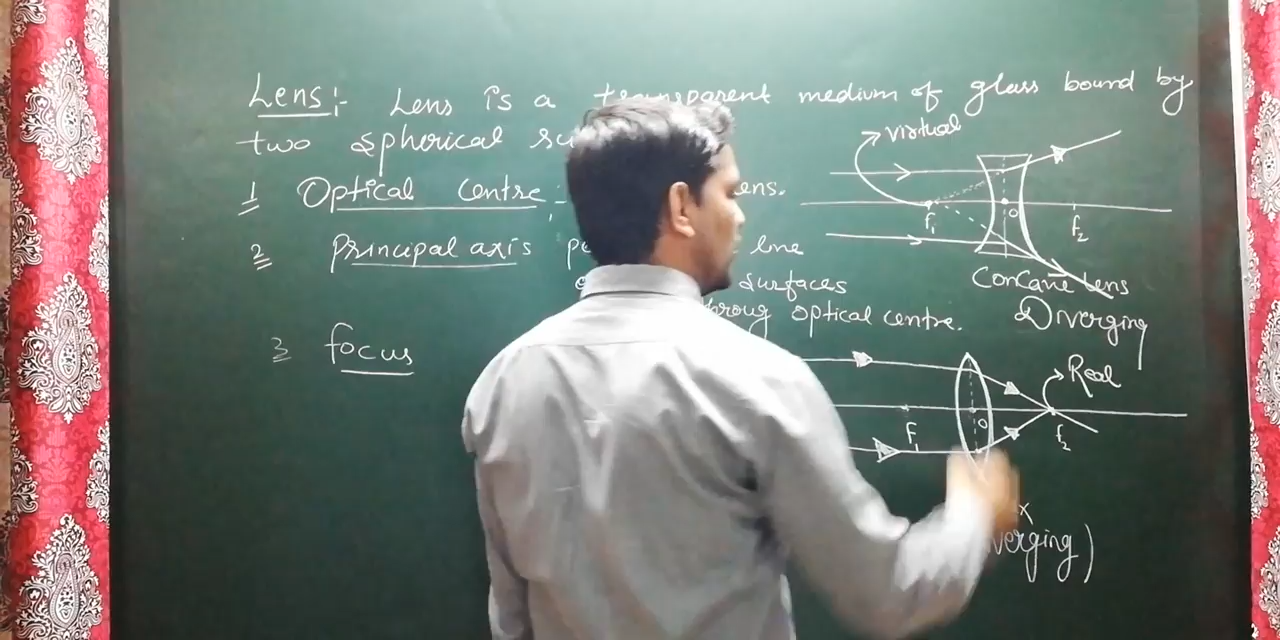 Lens:- Lens is a transparent medium of glass bound by
two spherical
1 Optical centre:- lens.
2 Principal axis line
surfaces
throug optical centre.
3 focus
virtual
F1 O F2
Concave Lens
Diverging
Real
F1 O F2
x
verging)